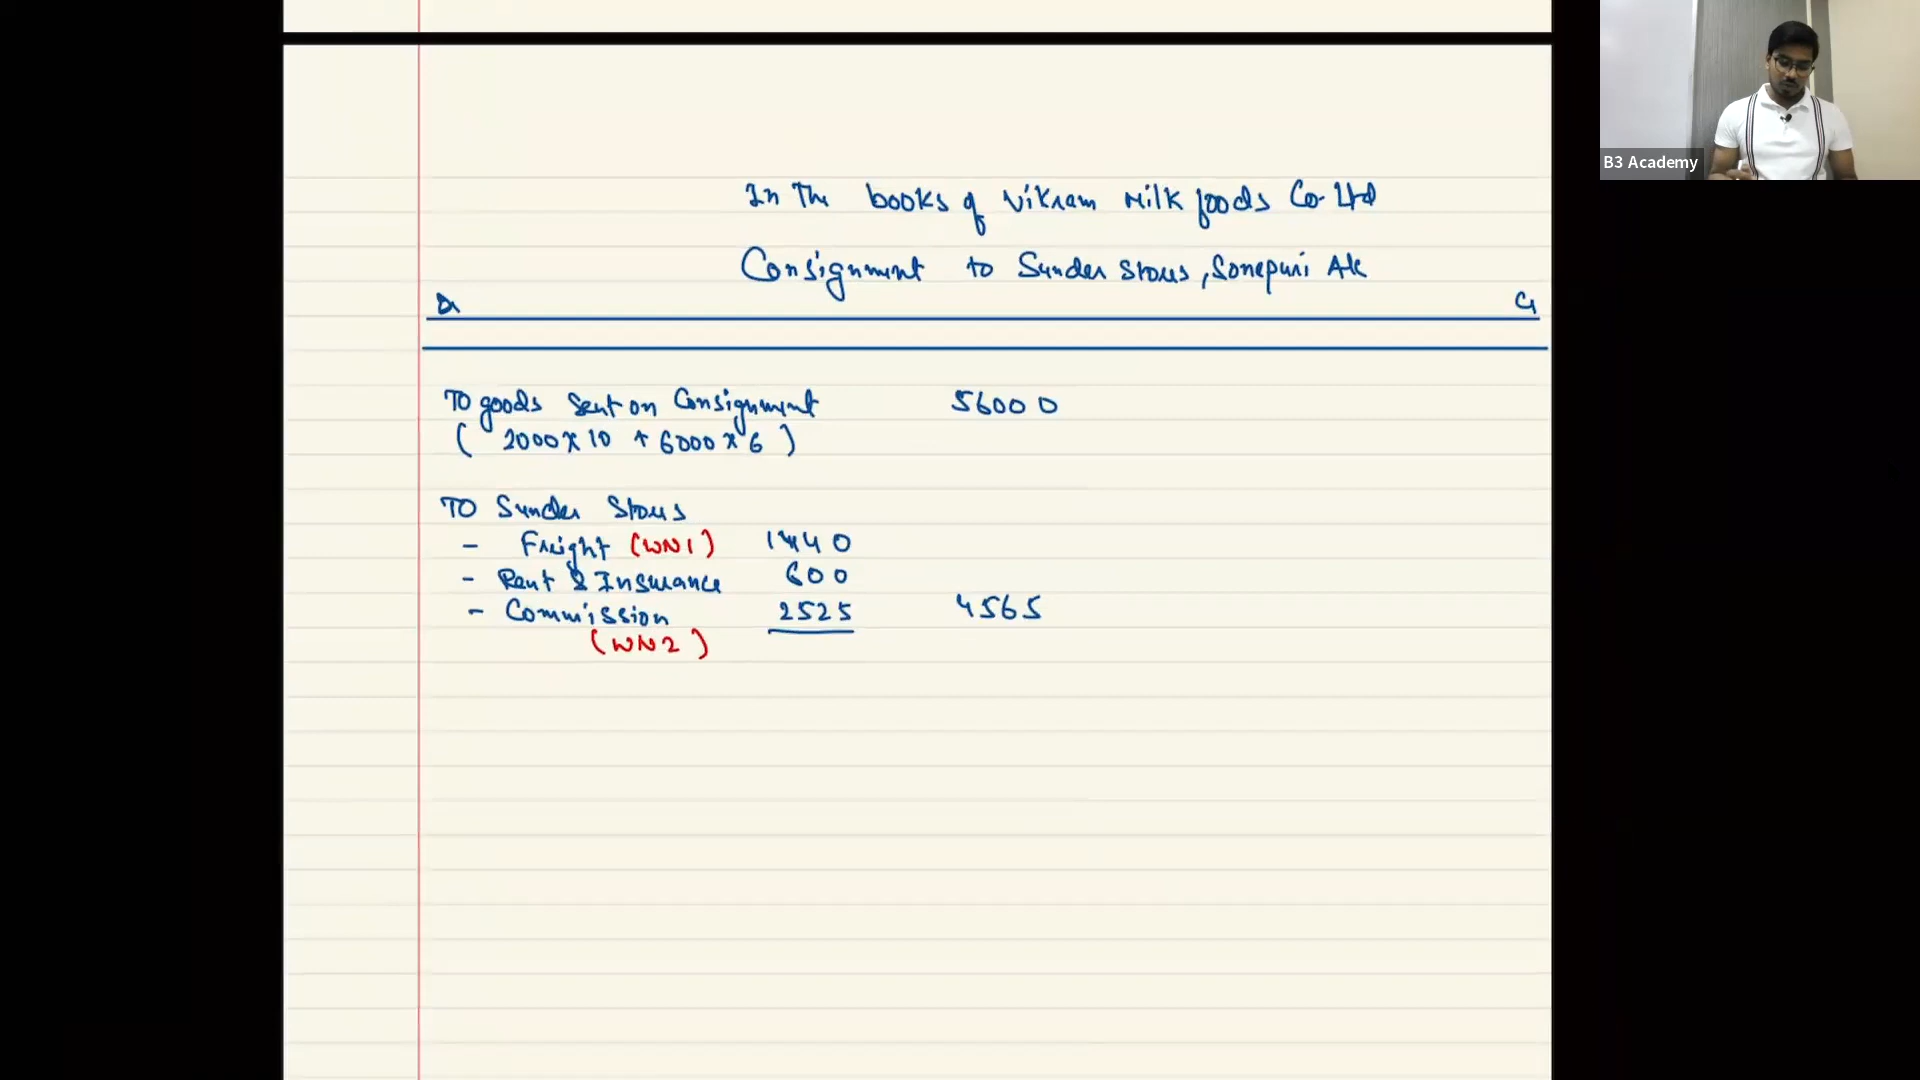 In The books of Vikram Milk foods Co. Ltd
Consignment to Sunder Stores, Sonepuri A/c
Dr Cr
To goods Sent on Consignment 56000
( 2000 x 10 + 6000 x 6 )
TO Sunder Stores
- Freight (WN1) 1440
- Rent & Insurance 600
- Commission 2525 4565
(WN2)
B3 Academy